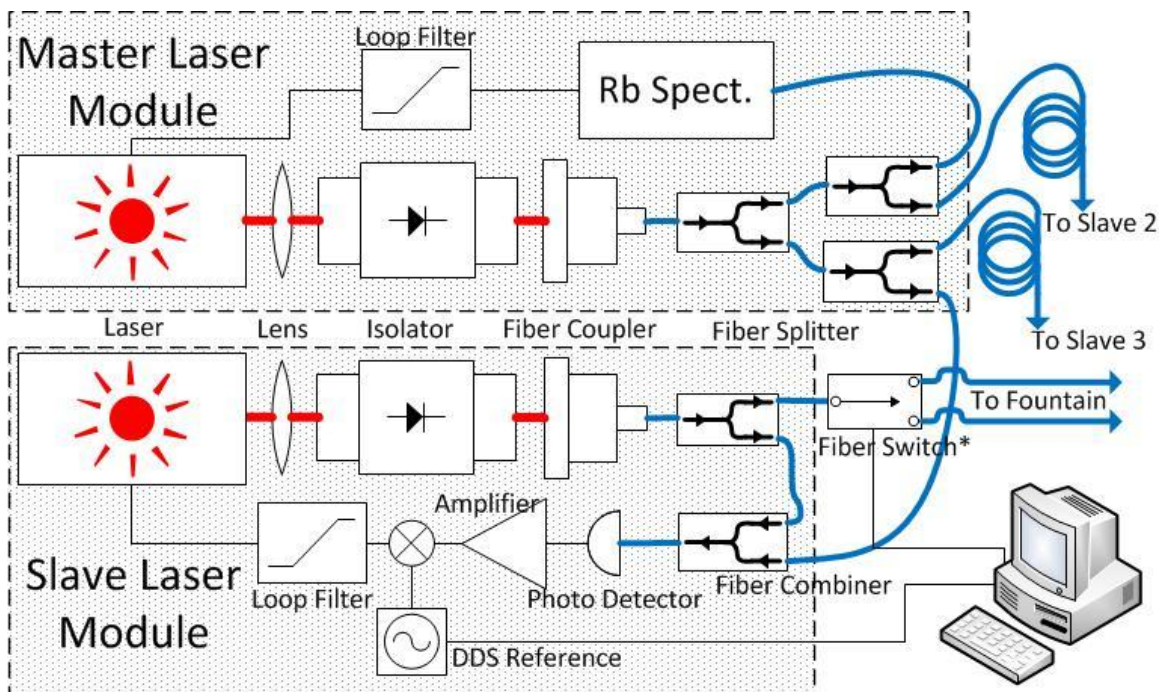 Master Laser
Module
Loop Filter
Rb Spect.
To Slave 2
To Slave 3
Laser
Lens
Isolator
Fiber Coupler
Fiber Splitter
To Fountain
Fiber Switch*
Amplifier
Slave Laser
Module
Loop Filter
Photo Detector
Fiber Combiner
DDS Reference